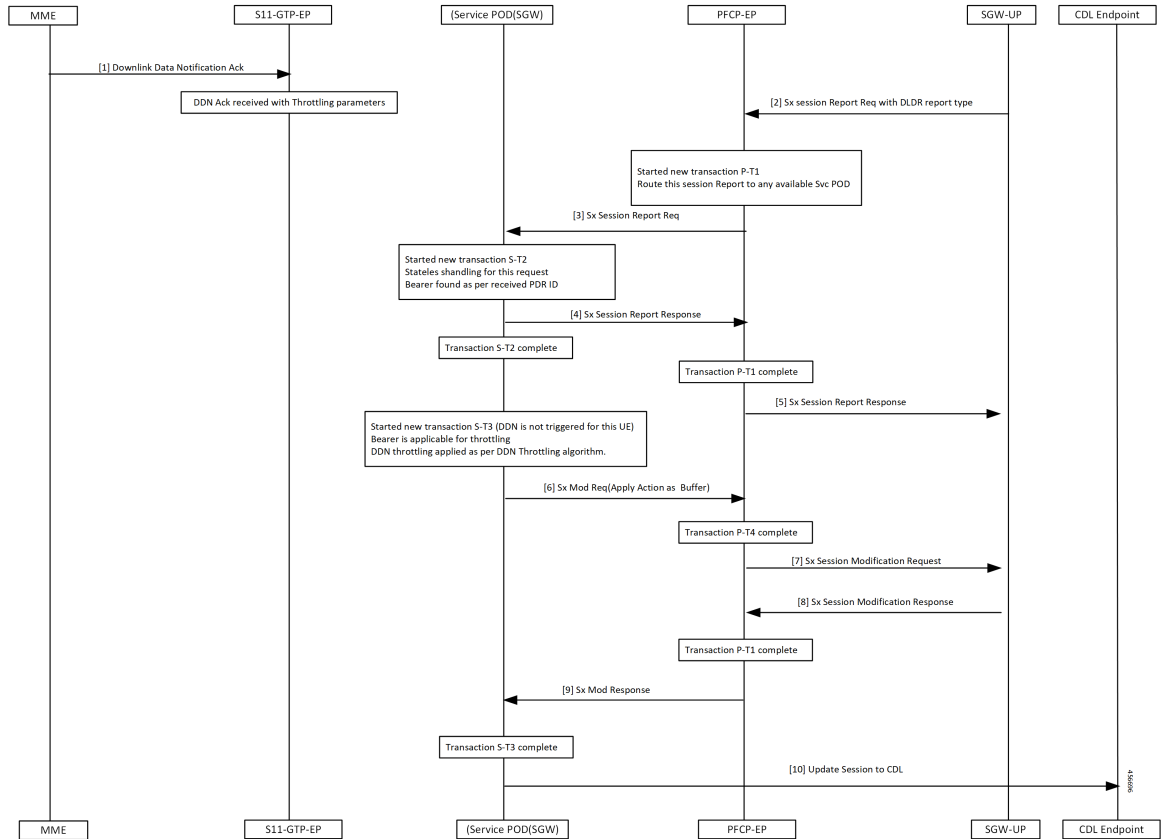 MME
S11-GTP-EP
(Service POD(SGW)
PFCP-EP
SGW-UP
CDL Endpoint
[1] Downlink Data Notification Ack
DDN Ack received with Throttling parameters
[2] Sx session Report Req with DLDR report type
Started new transaction P-T1
Route this session Report to any available Svc POD
[3] Sx Session Report Req
Started new transaction S-T2
Stateles shandling for this request
Bearer found as per received PDR ID
[4] Sx Session Report Response
Transaction S-T2 complete
Transaction P-T1 complete
[5] Sx Session Report Response
Started new transaction S-T3 (DDN is not triggered for this UE)
Bearer is applicable for throttling
DDN throttling applied as per DDN Throttling algorithm.
[6] Sx Mod Req(Apply Action as Buffer)
Transaction P-T4 complete
[7] Sx Session Modification Request
[8] Sx Session Modification Response
Transaction P-T1 complete
[9] Sx Mod Response
Transaction S-T3 complete
[10] Update Session to CDL
456696
MME
S11-GTP-EP
(Service POD(SGW)
PFCP-EP
SGW-UP
CDL Endpoint